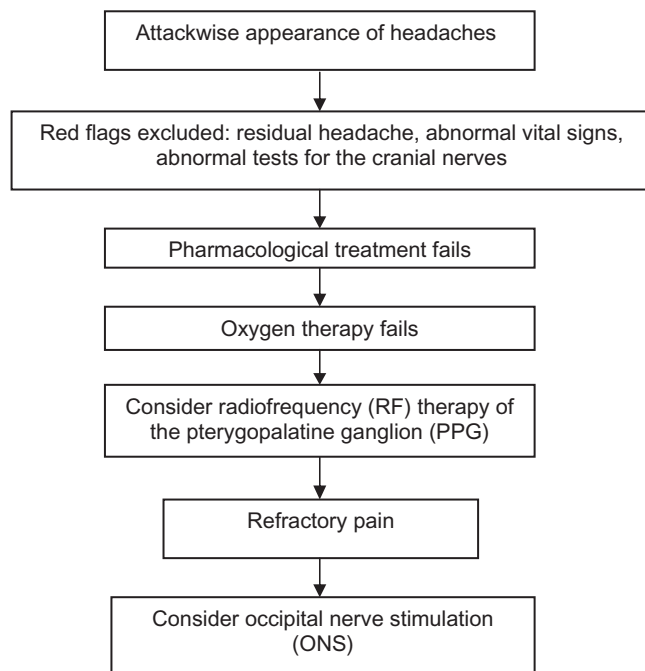 Attackwise appearance of headaches
Red flags excluded: residual headache, abnormal vital signs,
abnormal tests for the cranial nerves
Pharmacological treatment fails
Oxygen therapy fails
Consider radiofrequency (RF) therapy of
the pterygopalatine ganglion (PPG)
Refractory pain
Consider occipital nerve stimulation
(ONS)